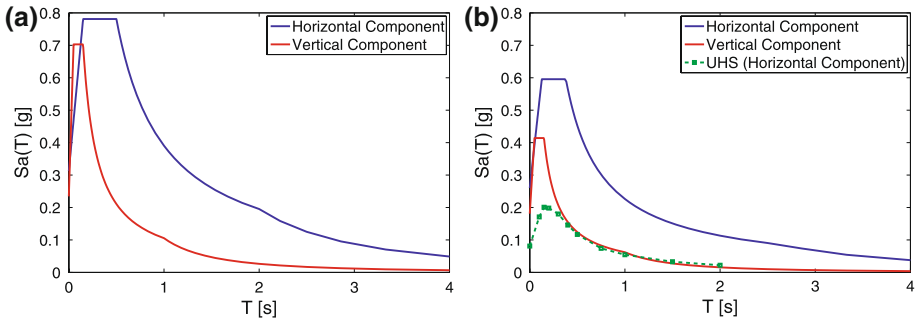 (a)
0.8
0.7
0.6
0.5
0.4
0.3
0.2
0.1
0
Sa(T) [g]
Horizontal Component
Vertical Component
0 1 2 3 4
T [s]
(b)
0.8
0.7
0.6
0.5
0.4
0.3
0.2
0.1
0
Sa(T) [g]
Horizontal Component
Vertical Component
UHS (Horizontal Component)
0 1 2 3 4
T [s]